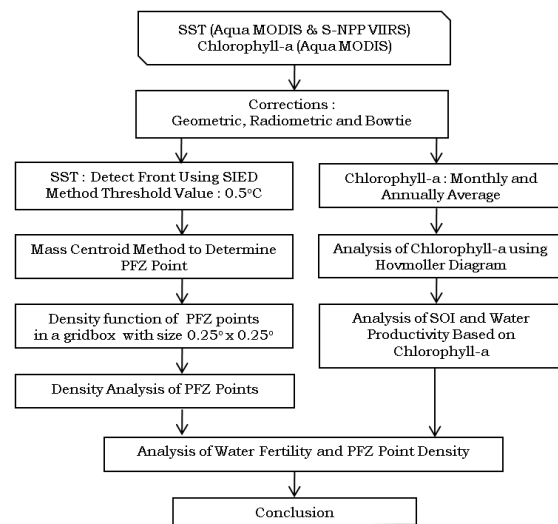 SST (Aqua MODIS & S-NPP VIIRS)
Chlorophyll-a (Aqua MODIS)
Corrections :
Geometric, Radiometric and Bowtie
SST : Detect Front Using SIED
Method Threshold Value : 0.5°C
Mass Centroid Method to Determine
PFZ Point
Density function of PFZ points
in a gridbox with size 0.25° x 0.25°
Density Analysis of PFZ Points
Chlorophyll-a : Monthly and
Annually Average
Analysis of Chlorophyll-a using
Hovmoller Diagram
Analysis of SOI and Water
Productivity Based on
Chlorophyll-a
Analysis of Water Fertility and PFZ Point Density
Conclusion